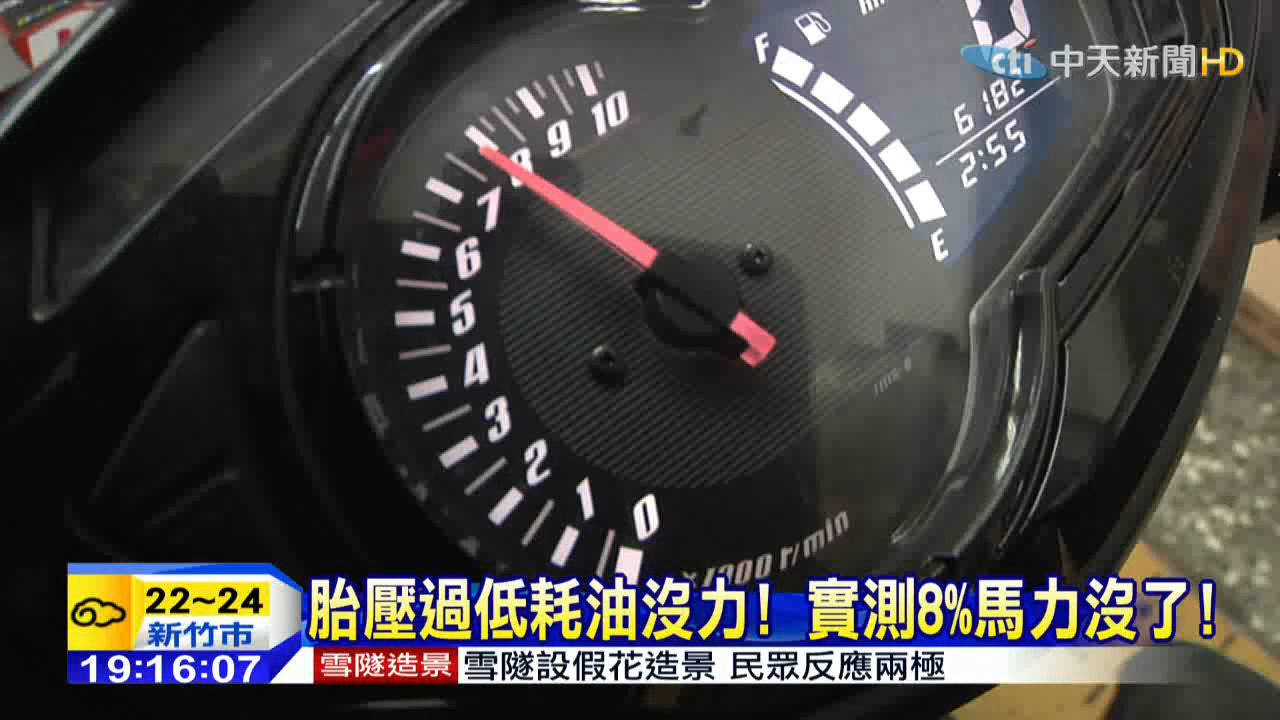 cti 中天新聞HD
F
6182
2:55
E
10
9
8
7
6
5
4
3
2
1
0
×1000 r/min
22~24
新竹市
19:16:07
胎壓過低耗油沒力! 實測8%馬力沒了!
雪隧造景 雪隧設假花造景 民眾反應兩極